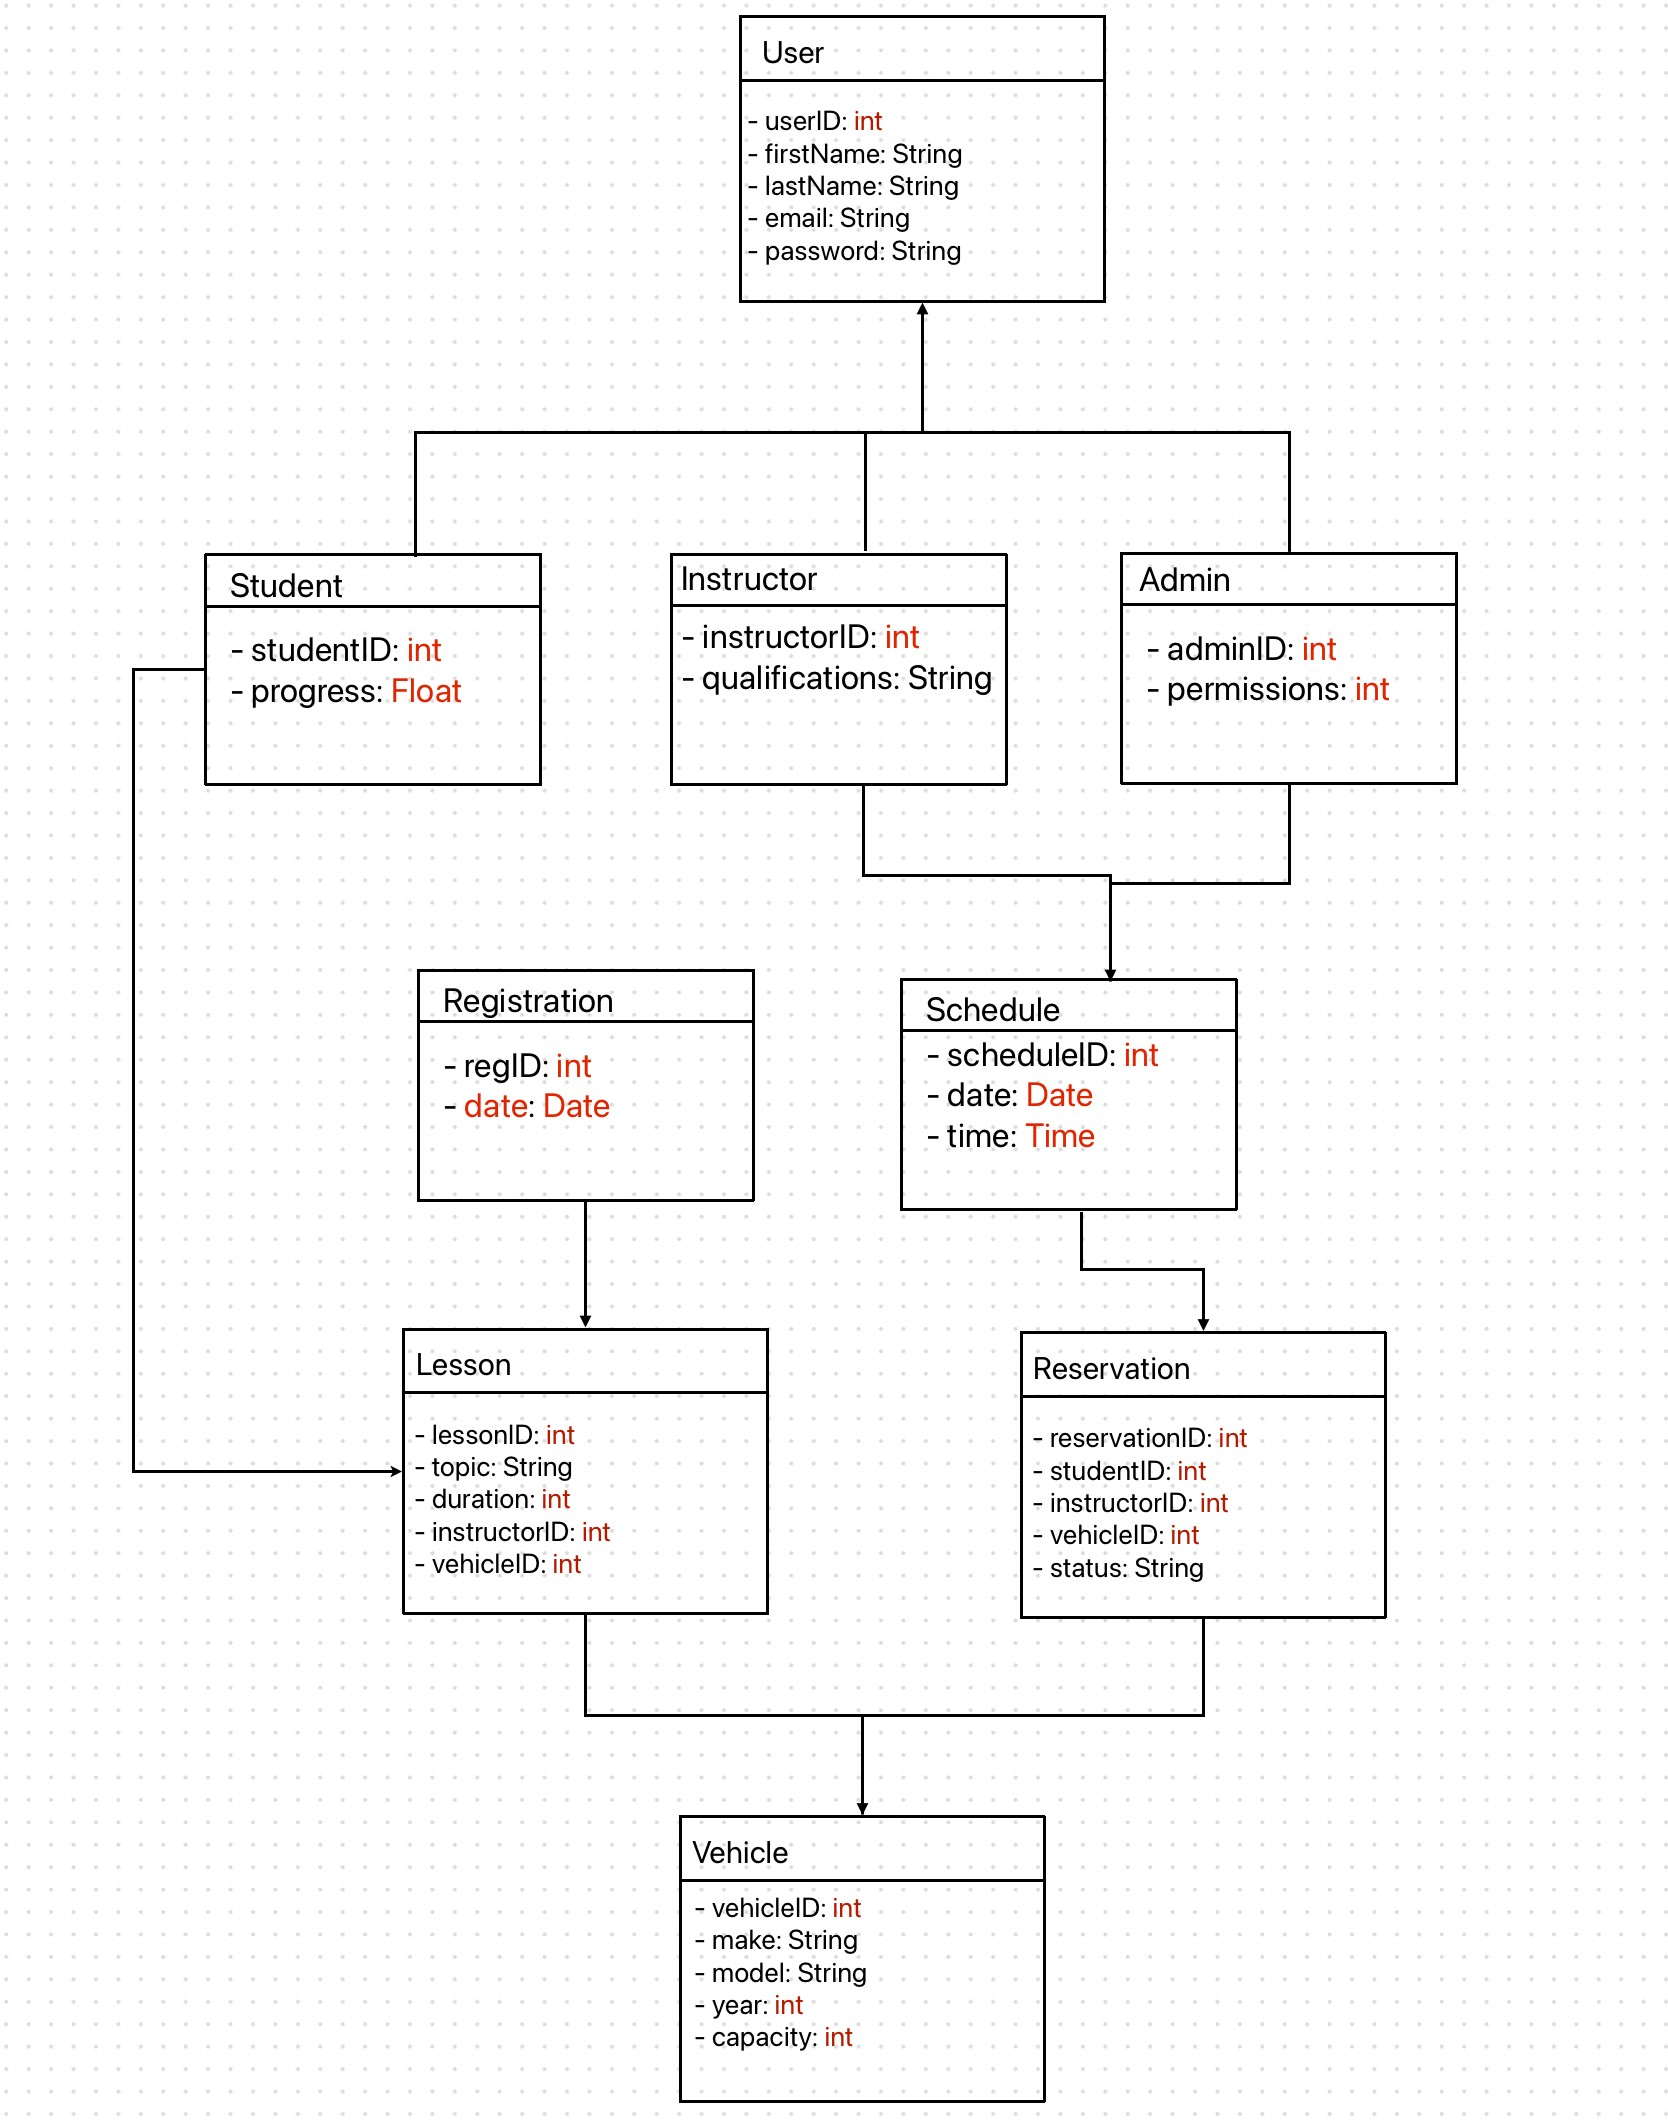 User
- userID: int
- firstName: String
- lastName: String
- email: String
- password: String
Student
- studentID: int
- progress: Float
Instructor
- instructorID: int
- qualifications: String
Admin
- adminID: int
- permissions: int
Registration
- regID: int
- date: Date
Schedule
- scheduleID: int
- date: Date
- time: Time
Lesson
- lessonID: int
- topic: String
- duration: int
- instructorID: int
- vehicleID: int
Reservation
- reservationID: int
- studentID: int
- instructorID: int
- vehicleID: int
- status: String
Vehicle
- vehicleID: int
- make: String
- model: String
- year: int
- capacity: int